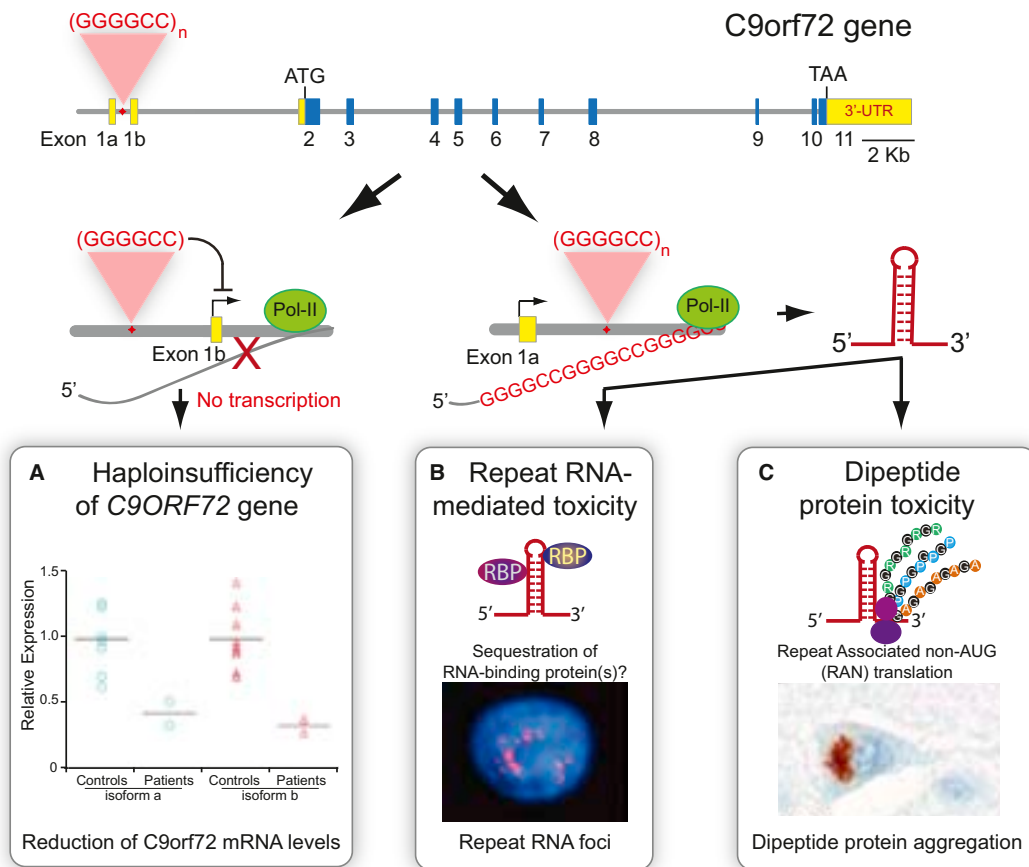 (GGGGCC)n
C9orf72 gene
ATG
TAA
3'-UTR
Exon 1a 1b 2 3 4 5 6 7 8 9 10 11
2 Kb
(GGGGCC)
Pol-II
Exon 1b
X
5'
No transcription
(GGGGCC)n
Pol-II
Exon 1a
5'
GGGGCCGGGGCCGGGGCC
5' 3'
A Haploinsufficiency
of C9ORF72 gene
1.5
1.0
0.5
0
Relative Expression
Controls Patients Controls Patients
isoform a isoform b
Reduction of C9orf72 mRNA levels
B Repeat RNA-
mediated toxicity
RBP RBP
5' 3'
Sequestration of
RNA-binding protein(s)?
Repeat RNA foci
C Dipeptide
protein toxicity
GRGRGRGR
PGPPGPGP
GAGAGAGA
5' 3'
Repeat Associated non-AUG
(RAN) translation
Dipeptide protein aggregation